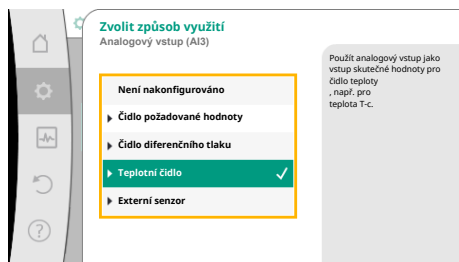 Zvolit způsob využití
Analogový vstup (AI3)
Není nakonfigurováno
Čidlo požadované hodnoty
Čidlo diferenčního tlaku
Teplotní čidlo
Externí senzor
Použít analogový vstup jako
vstup skutečné hodnoty pro
čidlo teploty
, např. pro
teplota T-c.
?